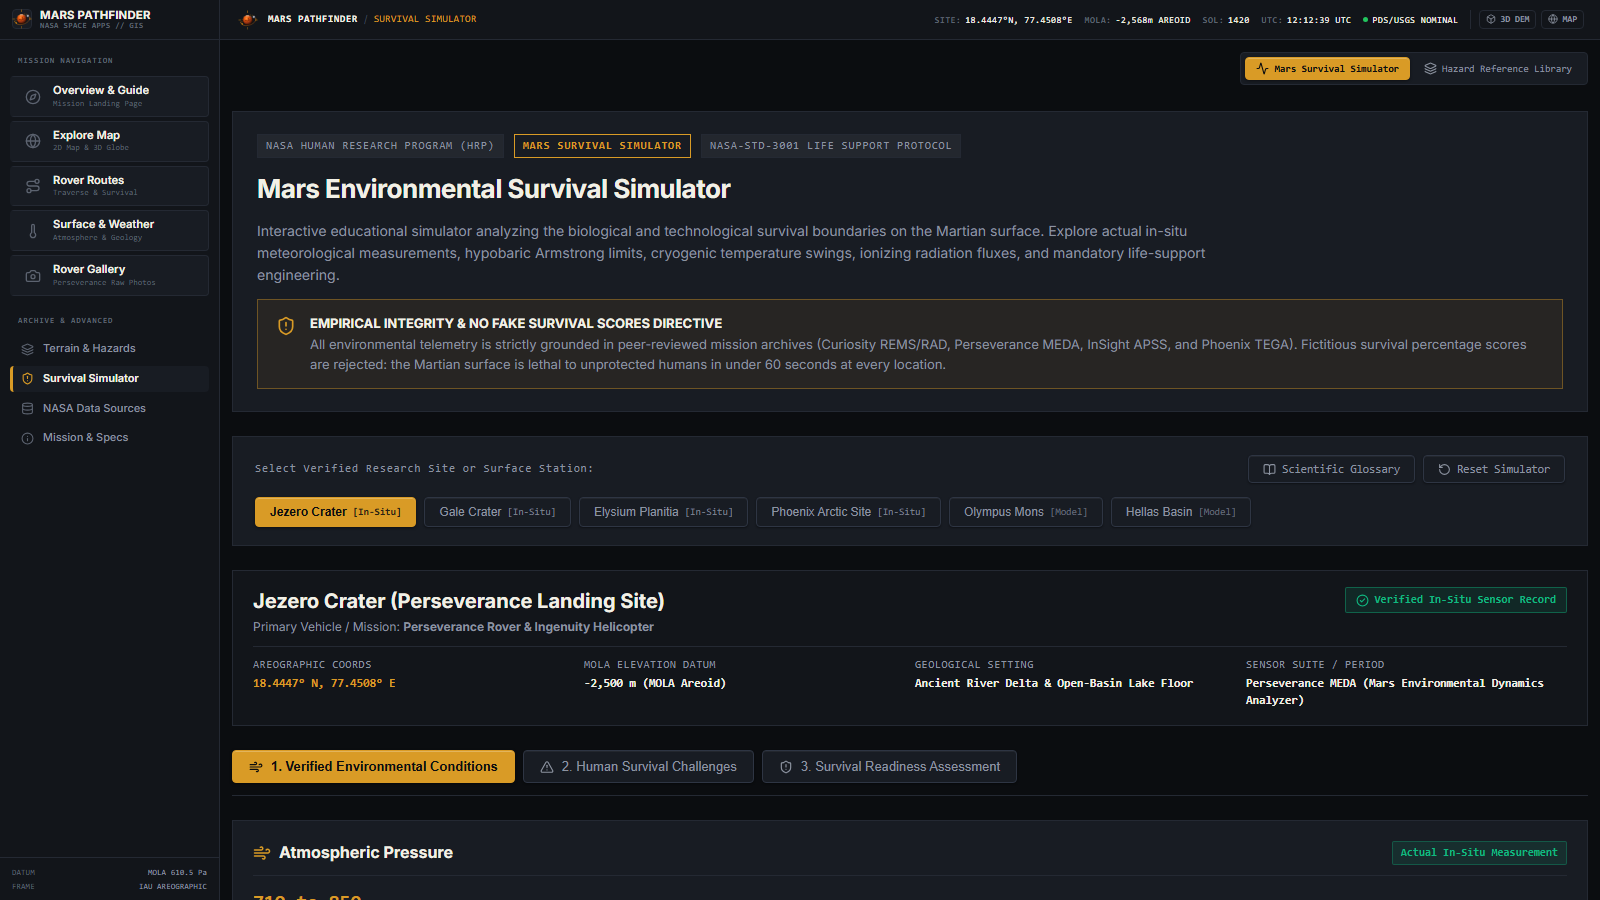 MARS PATHFINDER
NASA SPACE APPS // GIS
MISSION NAVIGATION
Overview & Guide
Mission Landing Page
Explore Map
2D Map & 3D Globe
Rover Routes
Traverse & Survival
Surface & Weather
Atmosphere & Geology
Rover Gallery
Perseverance Raw Photos
ARCHIVE & ADVANCED
Terrain & Hazards
Survival Simulator
NASA Data Sources
Mission & Specs
DATUM MOLA 610.5 Pa
FRAME IAU AREOGRAPHIC
MARS PATHFINDER / SURVIVAL SIMULATOR
SITE: 18.4447°N, 77.4508°E MOLA: -2,568m AREOID SOL: 1420 UTC: 12:12:39 UTC PDS/USGS NOMINAL 3D DEM MAP
Mars Survival Simulator Hazard Reference Library
NASA HUMAN RESEARCH PROGRAM (HRP) MARS SURVIVAL SIMULATOR NASA-STD-3001 LIFE SUPPORT PROTOCOL
Mars Environmental Survival Simulator
Interactive educational simulator analyzing the biological and technological survival boundaries on the Martian surface. Explore actual in-situ
meteorological measurements, hypobaric Armstrong limits, cryogenic temperature swings, ionizing radiation fluxes, and mandatory life-support
engineering.
EMPIRICAL INTEGRITY & NO FAKE SURVIVAL SCORES DIRECTIVE
All environmental telemetry is strictly grounded in peer-reviewed mission archives (Curiosity REMS/RAD, Perseverance MEDA, InSight APSS, and Phoenix TEGA). Fictitious survival percentage scores
are rejected: the Martian surface is lethal to unprotected humans in under 60 seconds at every location.
Select Verified Research Site or Surface Station:
Scientific Glossary Reset Simulator
Jezero Crater [In-Situ] Gale Crater [In-Situ] Elysium Planitia [In-Situ] Phoenix Arctic Site [In-Situ] Olympus Mons [Model] Hellas Basin [Model]
Jezero Crater (Perseverance Landing Site)
Verified In-Situ Sensor Record
Primary Vehicle / Mission: Perseverance Rover & Ingenuity Helicopter
AREOGRAPHIC COORDS
18.4447° N, 77.4508° E
MOLA ELEVATION DATUM
-2,500 m (MOLA Areoid)
GEOLOGICAL SETTING
Ancient River Delta & Open-Basin Lake Floor
SENSOR SUITE / PERIOD
Perseverance MEDA (Mars Environmental Dynamics
Analyzer)
1. Verified Environmental Conditions 2. Human Survival Challenges 3. Survival Readiness Assessment
Atmospheric Pressure
Actual In-Situ Measurement